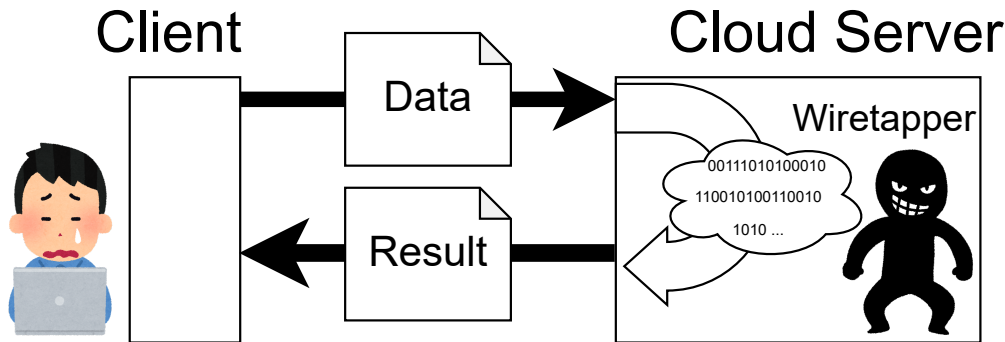 Client
Cloud Server
Data
Wiretapper
00111010100010
110010100110010
1010 ...
Result